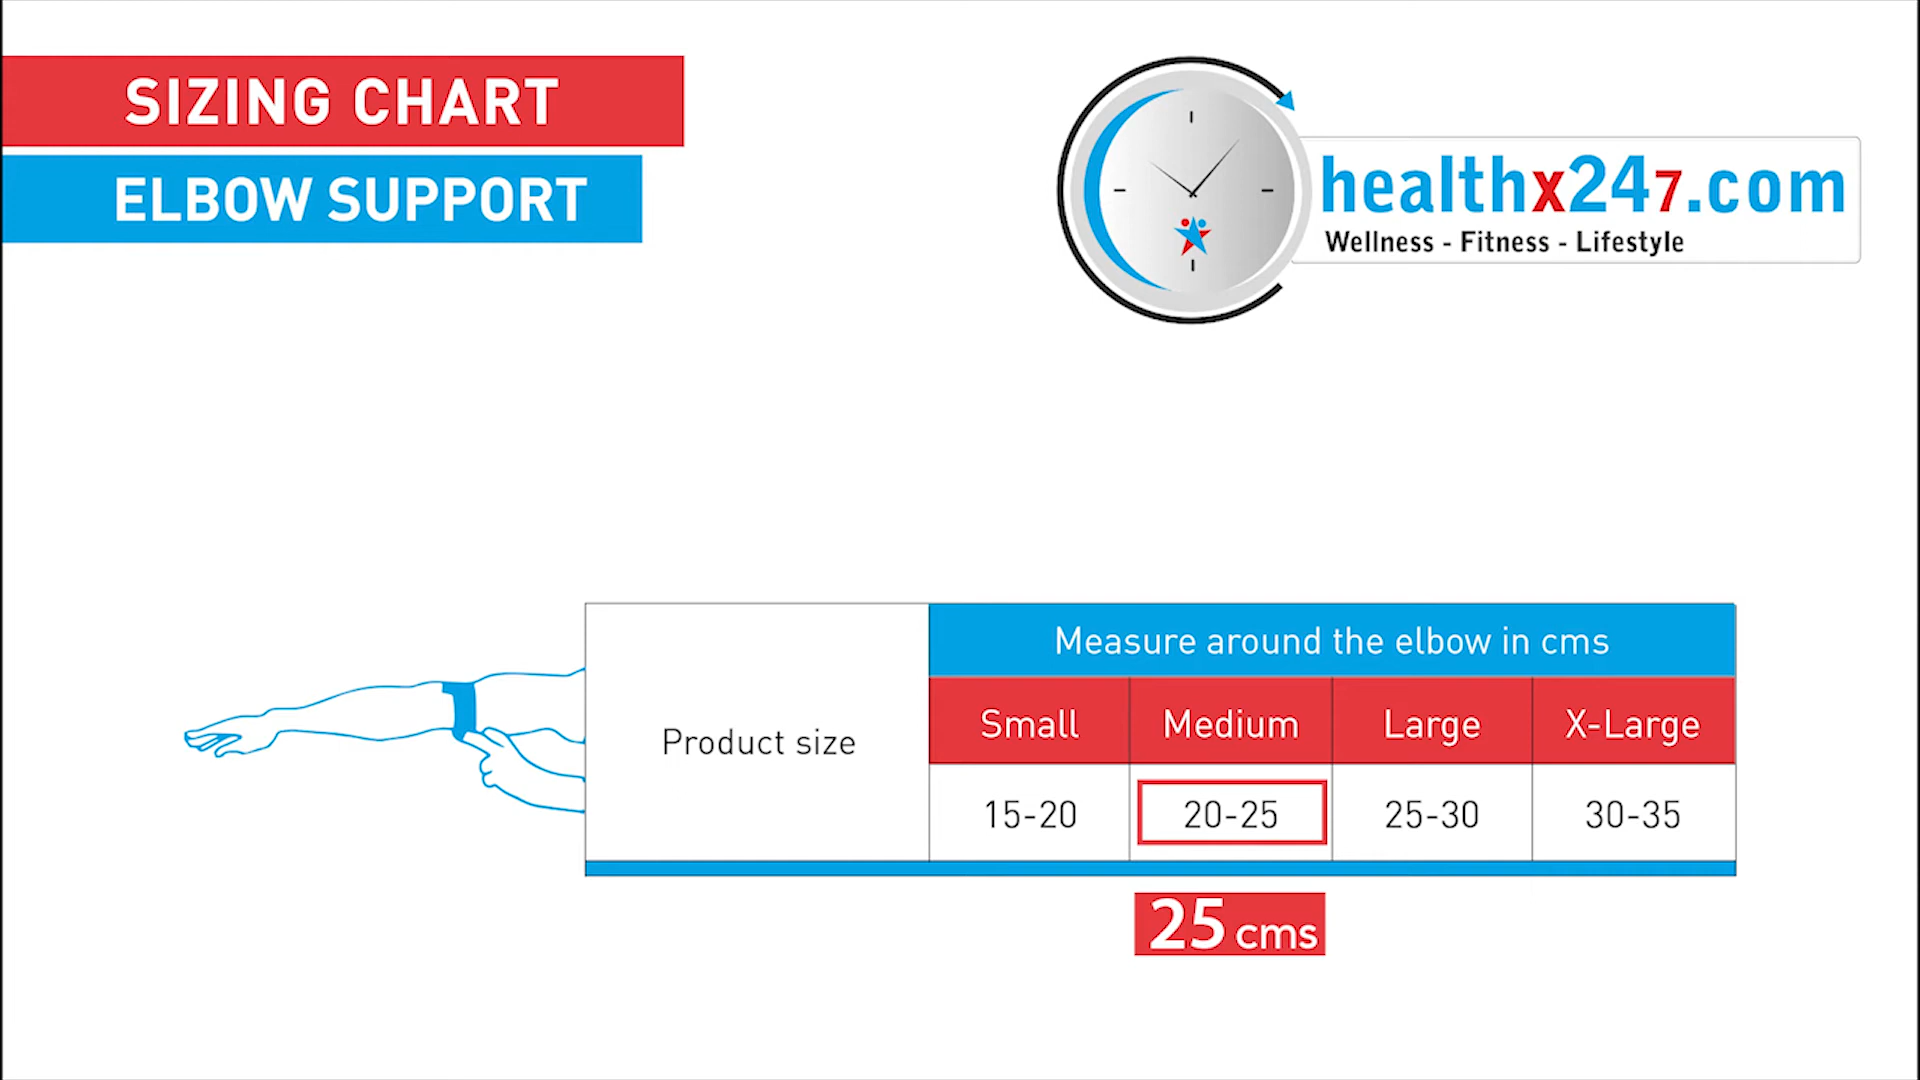 SIZING CHART
ELBOW SUPPORT
healthx247.com
Wellness - Fitness - Lifestyle
Measure around the elbow in cms
Product size
Small Medium Large X-Large
15-20 20-25 25-30 30-35
25 cms